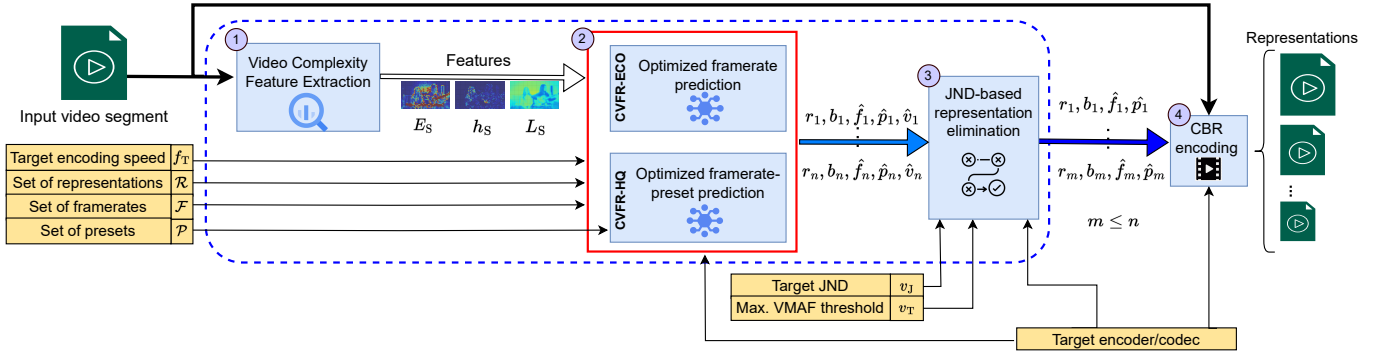 Input video segment
1
Video Complexity
Feature Extraction
Features
E_S
h_S
L_S
Target encoding speed f_T
Set of representations ℛ
Set of framerates ℱ
Set of presets 𝒫
2
CVFR-ECO
Optimized framerate
prediction
CVFR-HQ
Optimized framerate-
preset prediction
r_1, b_1, f̂_1, p̂_1, v̂_1
⋮
r_n, b_n, f̂_n, p̂_n, v̂_n
3
JND-based
representation
elimination
Target JND v_J
Max. VMAF threshold v_T
r_1, b_1, f̂_1, p̂_1
⋮
r_m, b_m, f̂_m, p̂_m
m ≤ n
4
CBR
encoding
Target encoder/codec
Representations
⋮